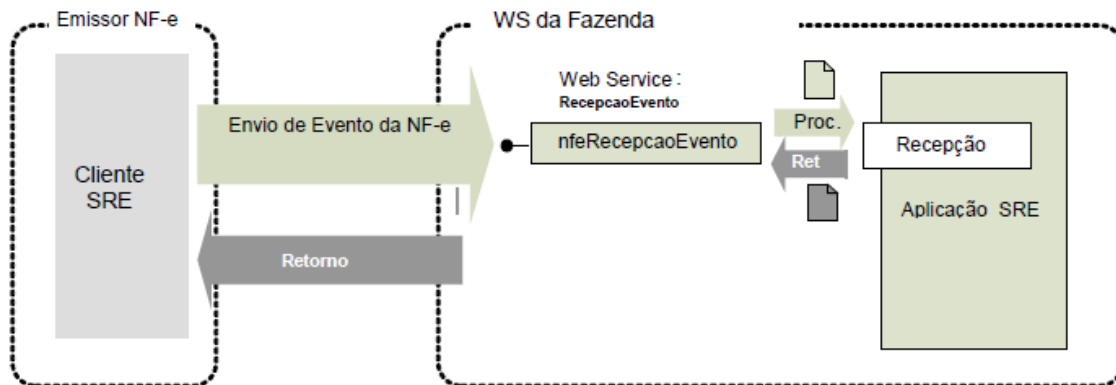 Emissor NF-e
WS da Fazenda
Web Service:
RecepcaoEvento
Envio de Evento da NF-e
nfeRecepcaoEvento
Proc.
Ret
Recepção
Cliente
SRE
Aplicação SRE
Retorno